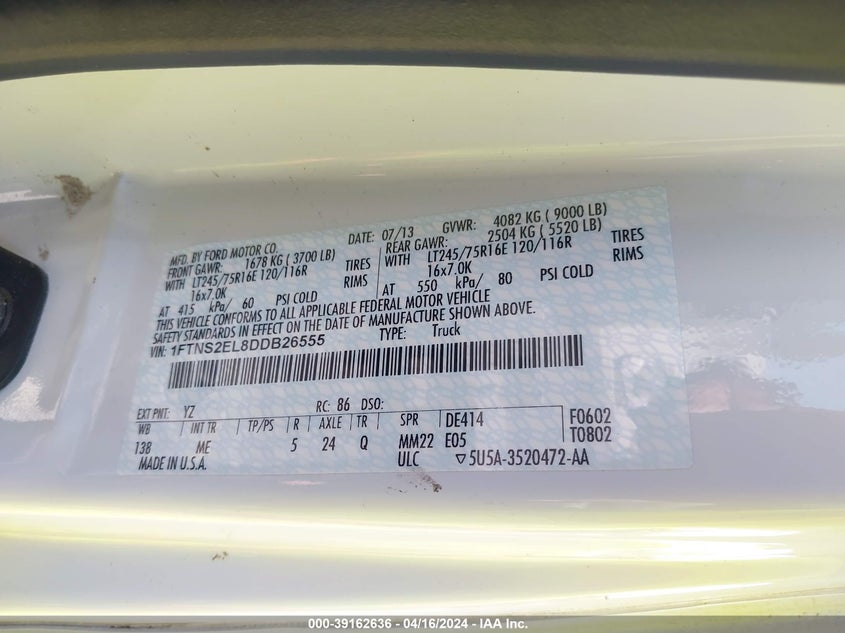 MFD. BY FORD MOTOR CO. DATE: 07/13 GVWR: 4082 KG ( 9000 LB)
FRONT GAWR: 1678 KG ( 3700 LB) REAR GAWR: 2504 KG ( 5520 LB)
WITH LT245/75R16E 120/116R TIRES WITH LT245/75R16E 120/116R TIRES
16x7.0K RIMS 16x7.0K RIMS
AT 415 kPa/ 60 PSI COLD AT 550 kPa/ 80 PSI COLD
THIS VEHICLE CONFORMS TO ALL APPLICABLE FEDERAL MOTOR VEHICLE
SAFETY STANDARDS IN EFFECT ON THE DATE OF MANUFACTURE SHOWN ABOVE.
VIN: 1FTNS2EL8DDB26555 TYPE: Truck
EXT PNT: YZ RC: 86 DSO:
WB INT TR TP/PS R AXLE TR SPR DE414 F0602
138 ME 5 24 Q MM22 E05 T0802
MADE IN U.S.A. ULC ▽5U5A-3520472-AA
000-39162636 - 04/16/2024 - IAA Inc.